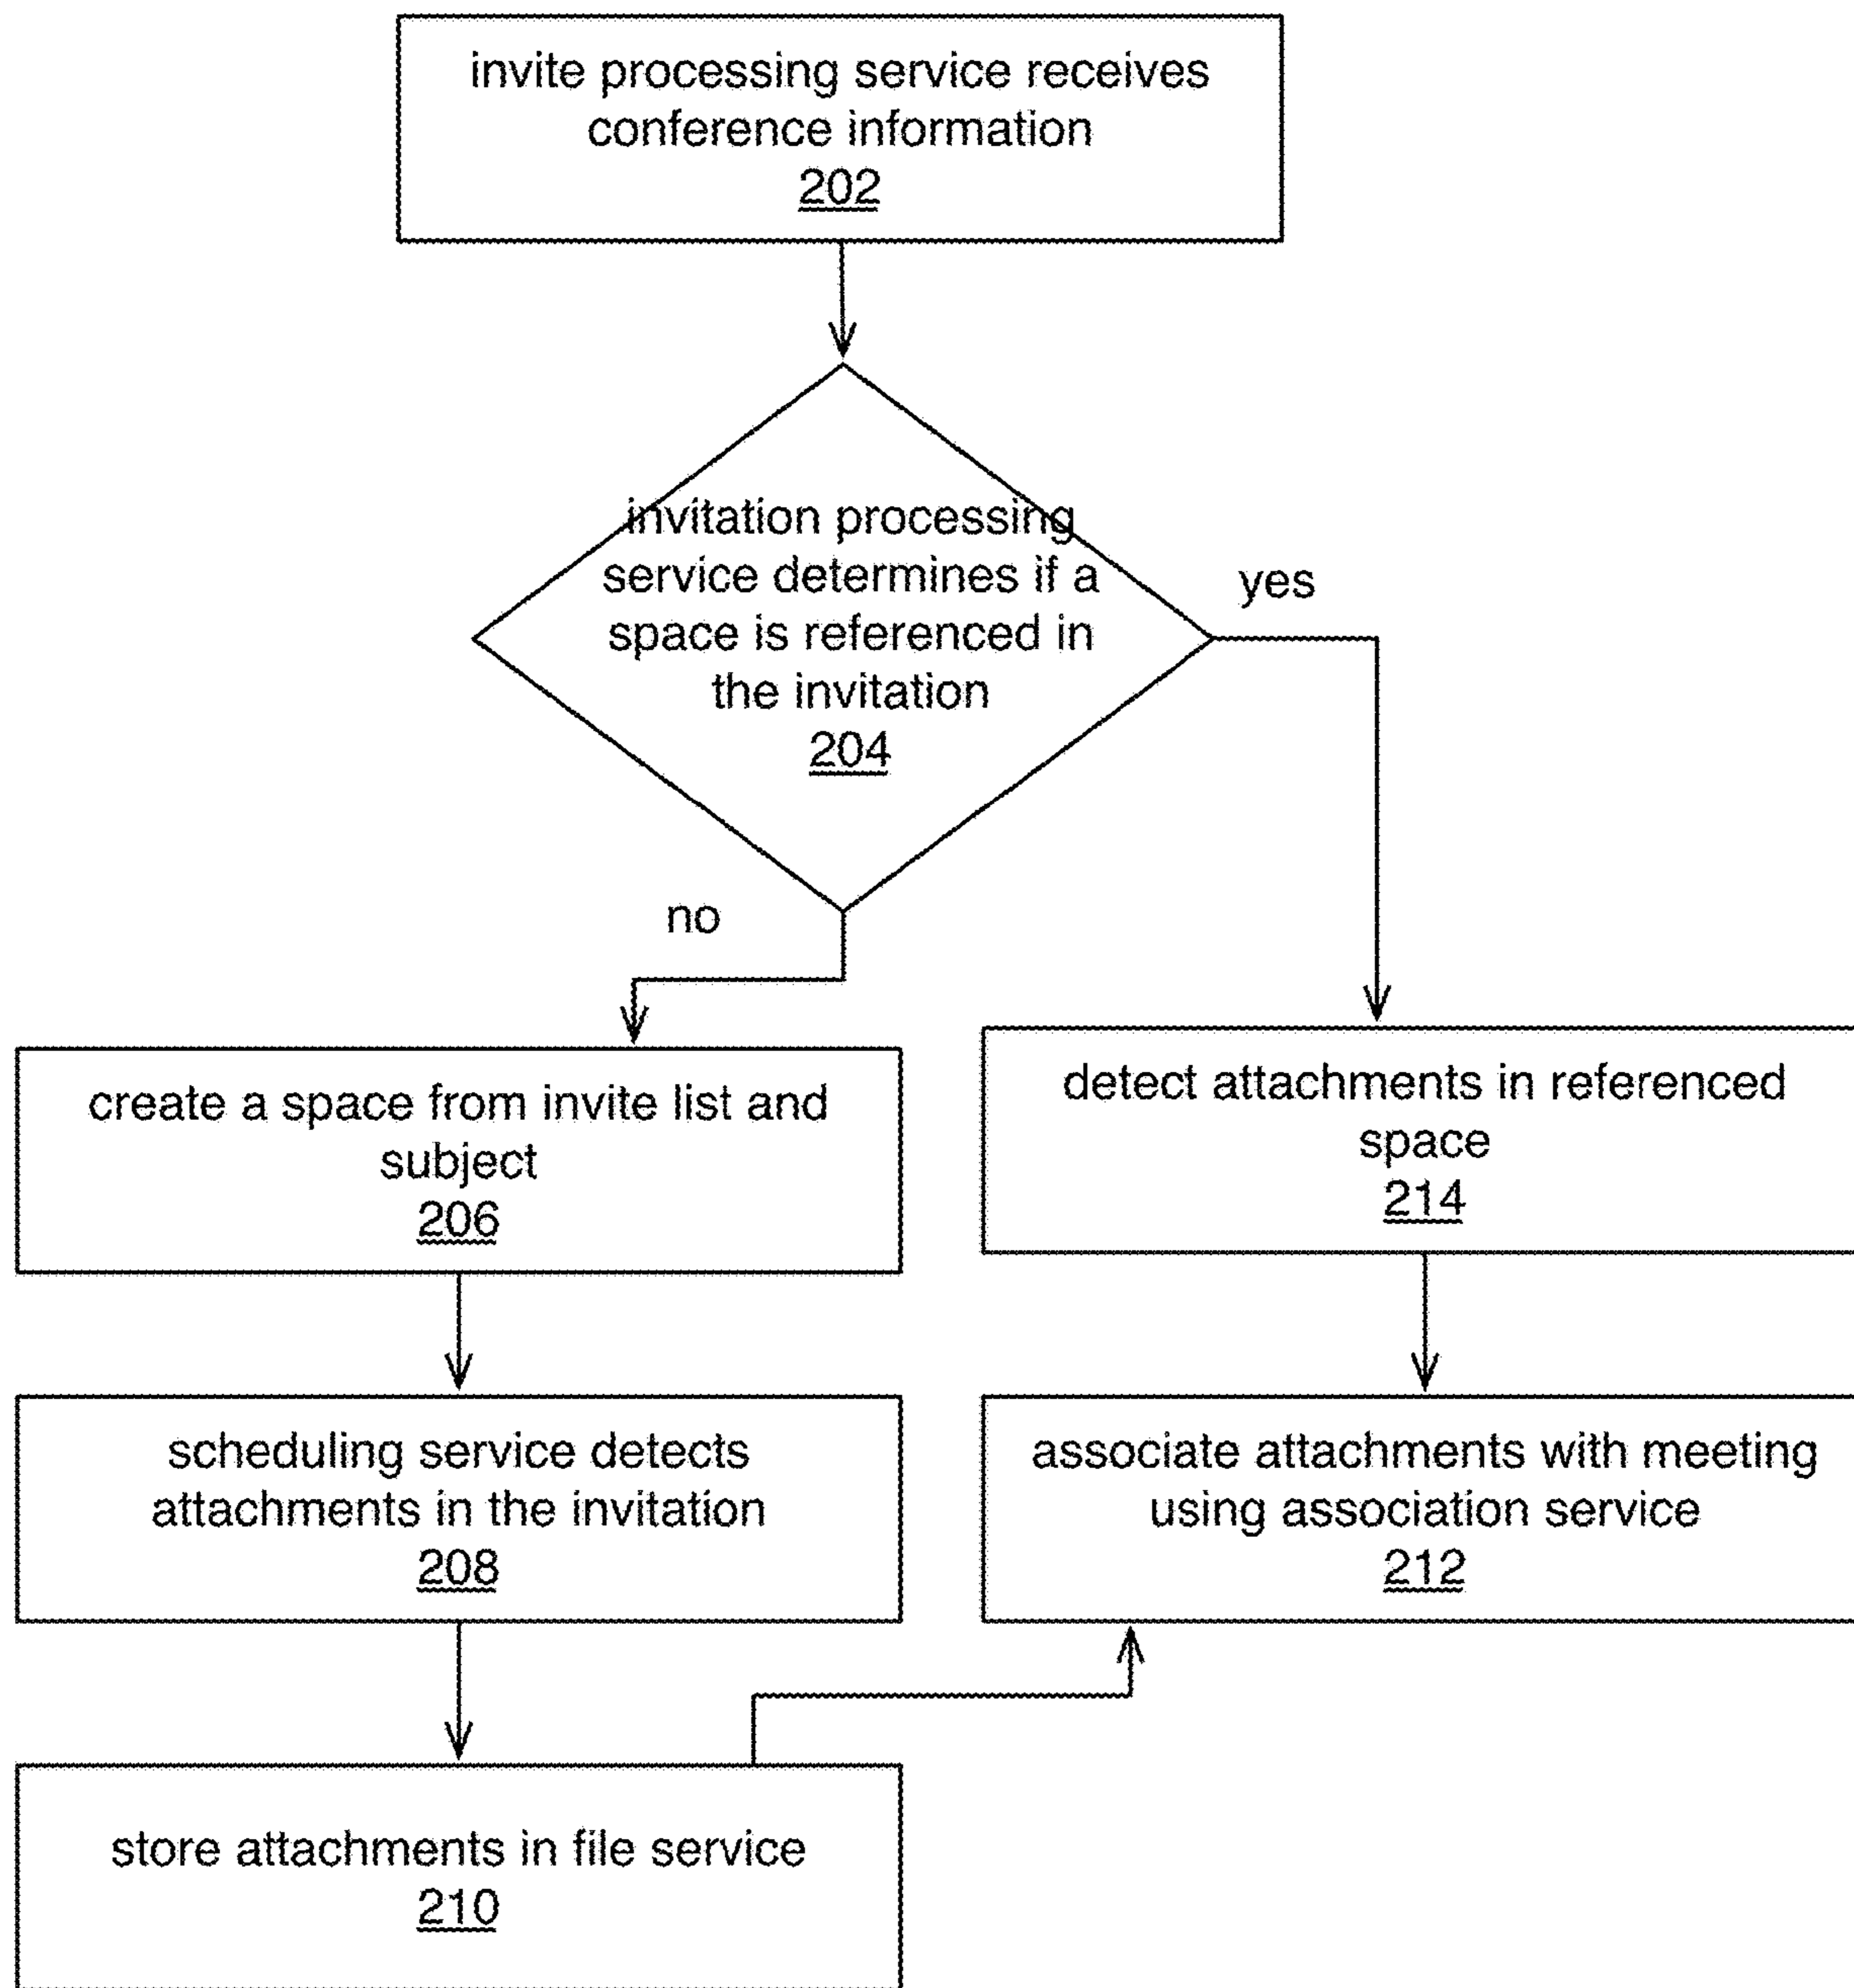 invite processing service receives
conference information
202
invitation processing
service determines if a
space is referenced in
the invitation
204
yes
no
create a space from invite list and
subject
206
detect attachments in referenced
space
214
scheduling service detects
attachments in the invitation
208
associate attachments with meeting
using association service
212
store attachments in file service
210